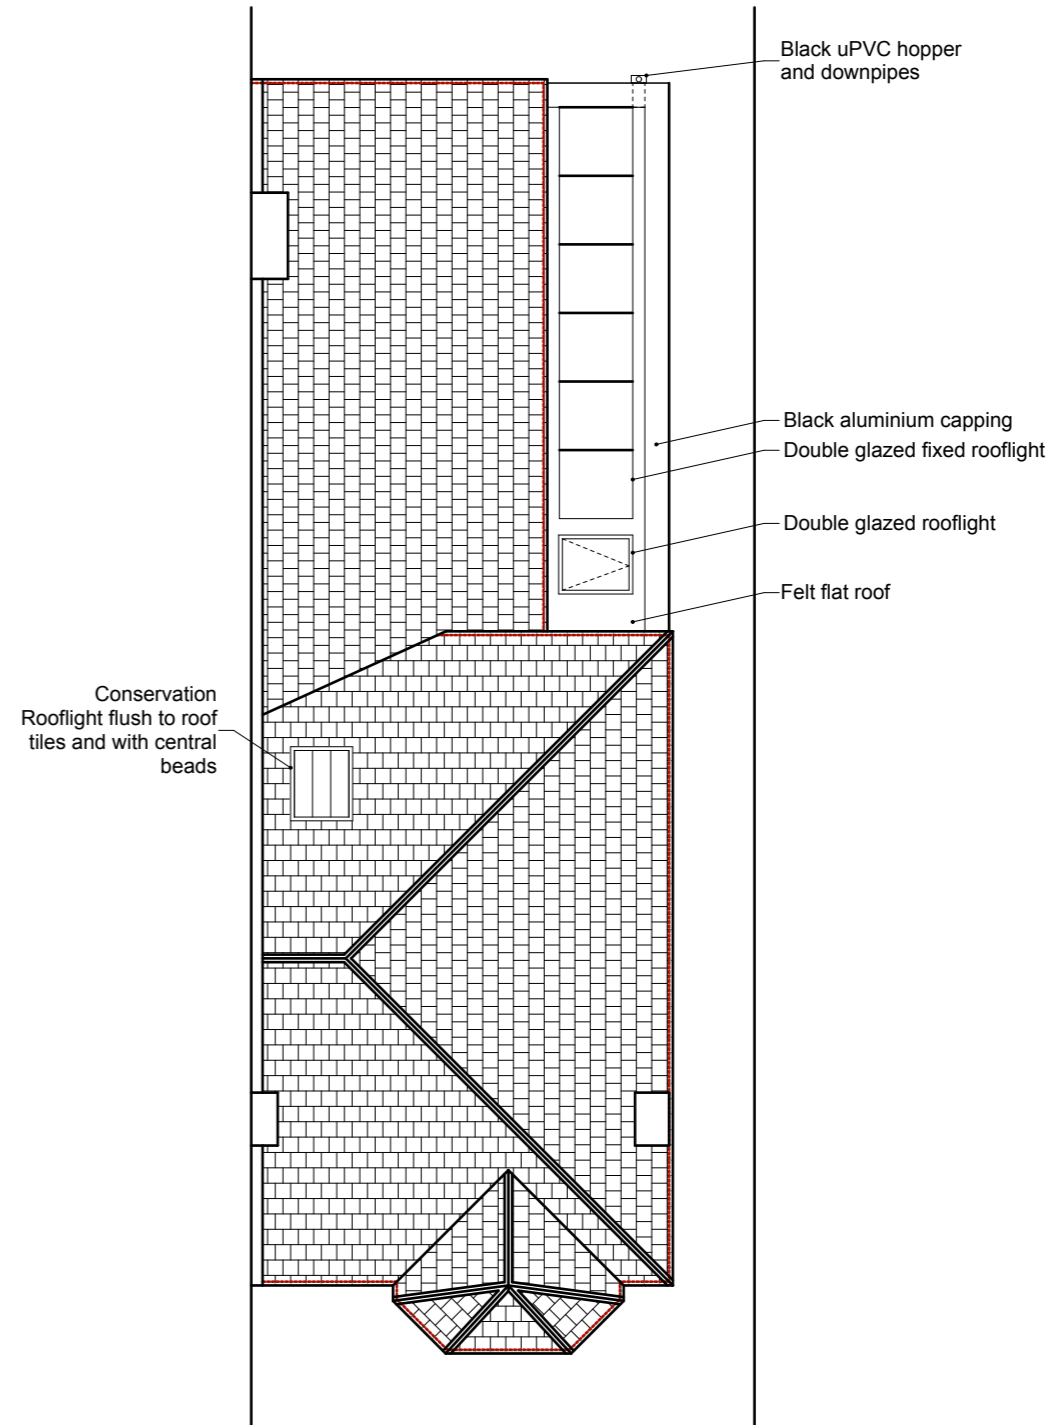 Black uPVC hopper
and downpipes
Black aluminium capping
Double glazed fixed rooflight
Double glazed rooflight
Felt flat roof
Conservation
Rooflight flush to roof
tiles and with central
beads